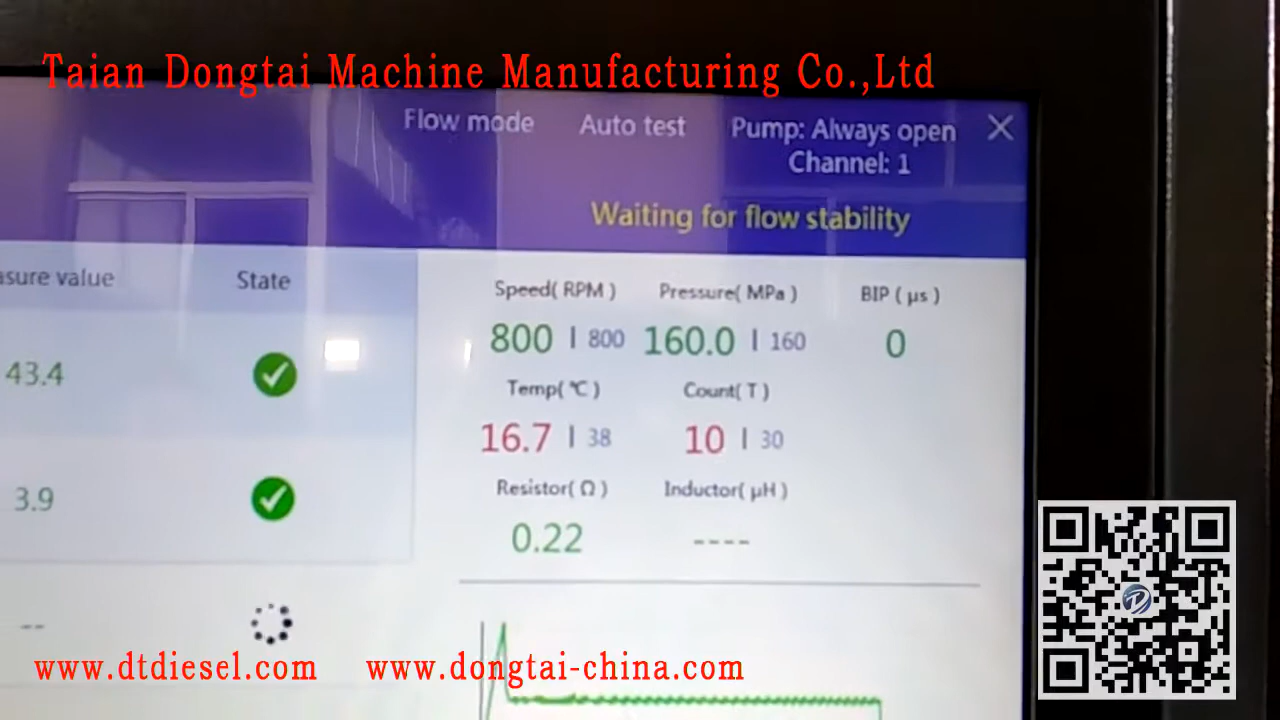 Taian Dongtai Machine Manufacturing Co.,Ltd
Flow mode Auto test Pump: Always open
Channel: 1
Waiting for flow stability
asure value State
Speed( RPM ) Pressure( MPa ) BIP ( μs )
800 | 800 160.0 | 160 0
43.4
Temp( ℃ ) Count( T )
16.7 | 38 10 | 30
Resistor( Ω ) Inductor( μH )
3.9
0.22 ----
--
www.dtdiesel.com www.dongtai-china.com